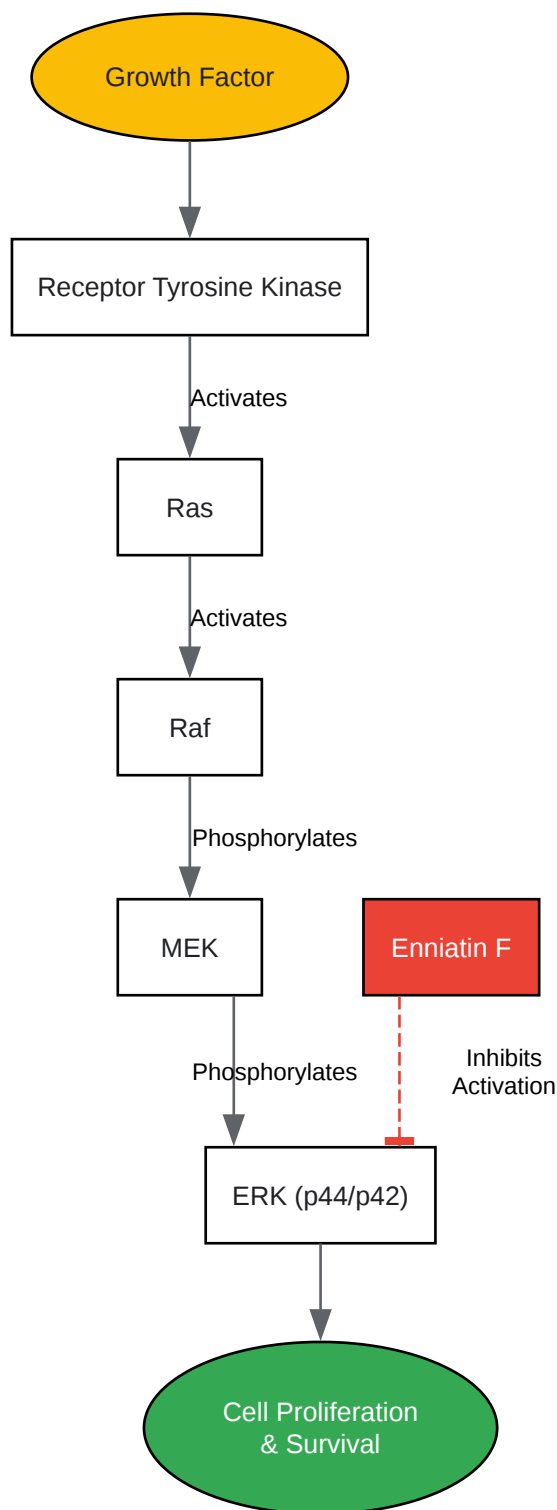 Growth Factor
Receptor Tyrosine Kinase
Activates
Ras
Activates
Raf
Phosphorylates
MEK
Enniatin F
Phosphorylates
Inhibits
Activation
ERK (p44/p42)
Cell Proliferation
& Survival